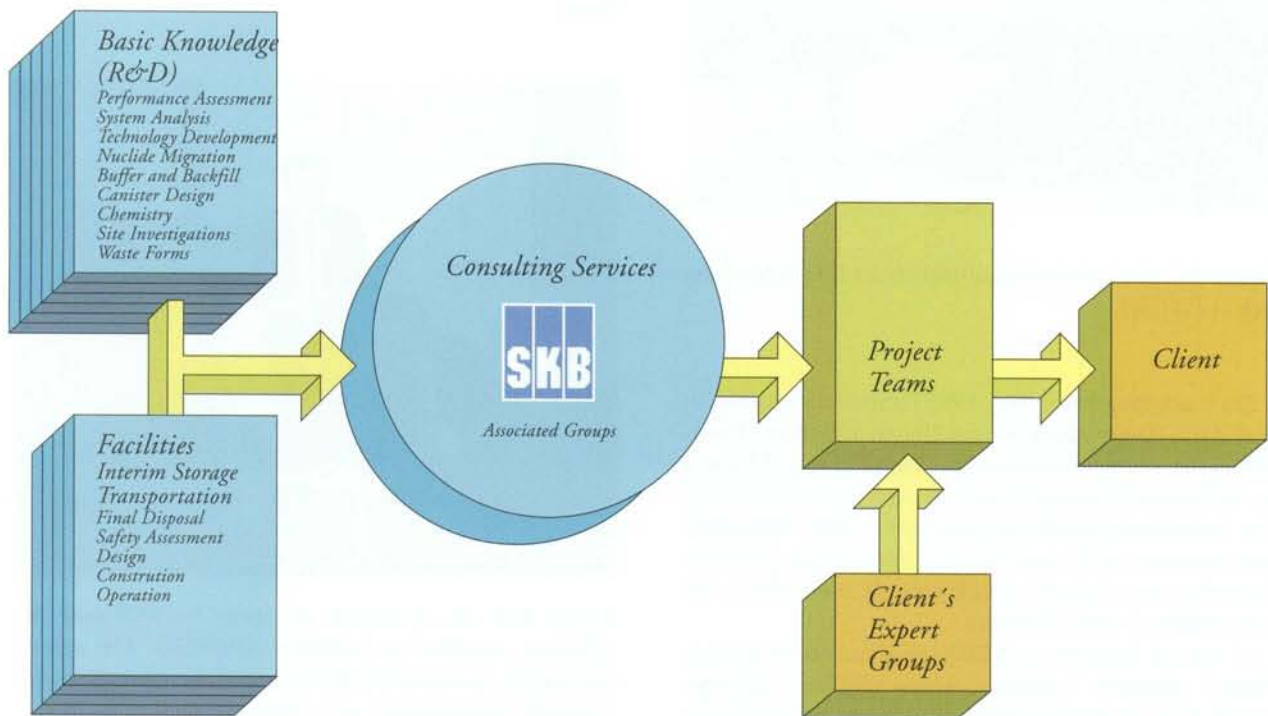 Basic Knowledge
(R&D)
Performance Assessment
System Analysis
Technology Development
Nuclide Migration
Buffer and Backfill
Canister Design
Chemistry
Site Investigations
Waste Forms
Facilities
Interim Storage
Transportation
Final Disposal
Safety Assessment
Design
Constrution
Operation
Consulting Services
SKB
Associated Groups
Project
Teams
Client´s
Expert
Groups
Client